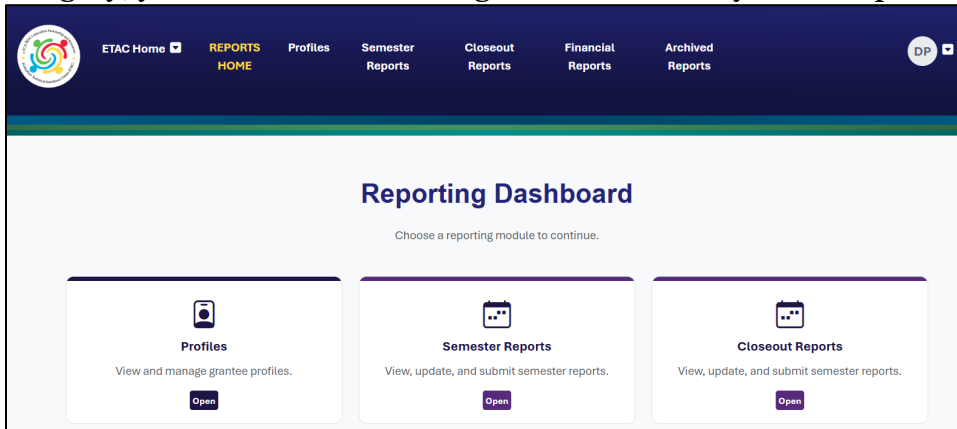 ETAC Home REPORTS HOME Profiles Semester Reports Closeout Reports Financial Reports Archived Reports DP
Reporting Dashboard
Choose a reporting module to continue.
Profiles
View and manage grantee profiles.
Open
Semester Reports
View, update, and submit semester reports.
Open
Closeout Reports
View, update, and submit semester reports.
Open